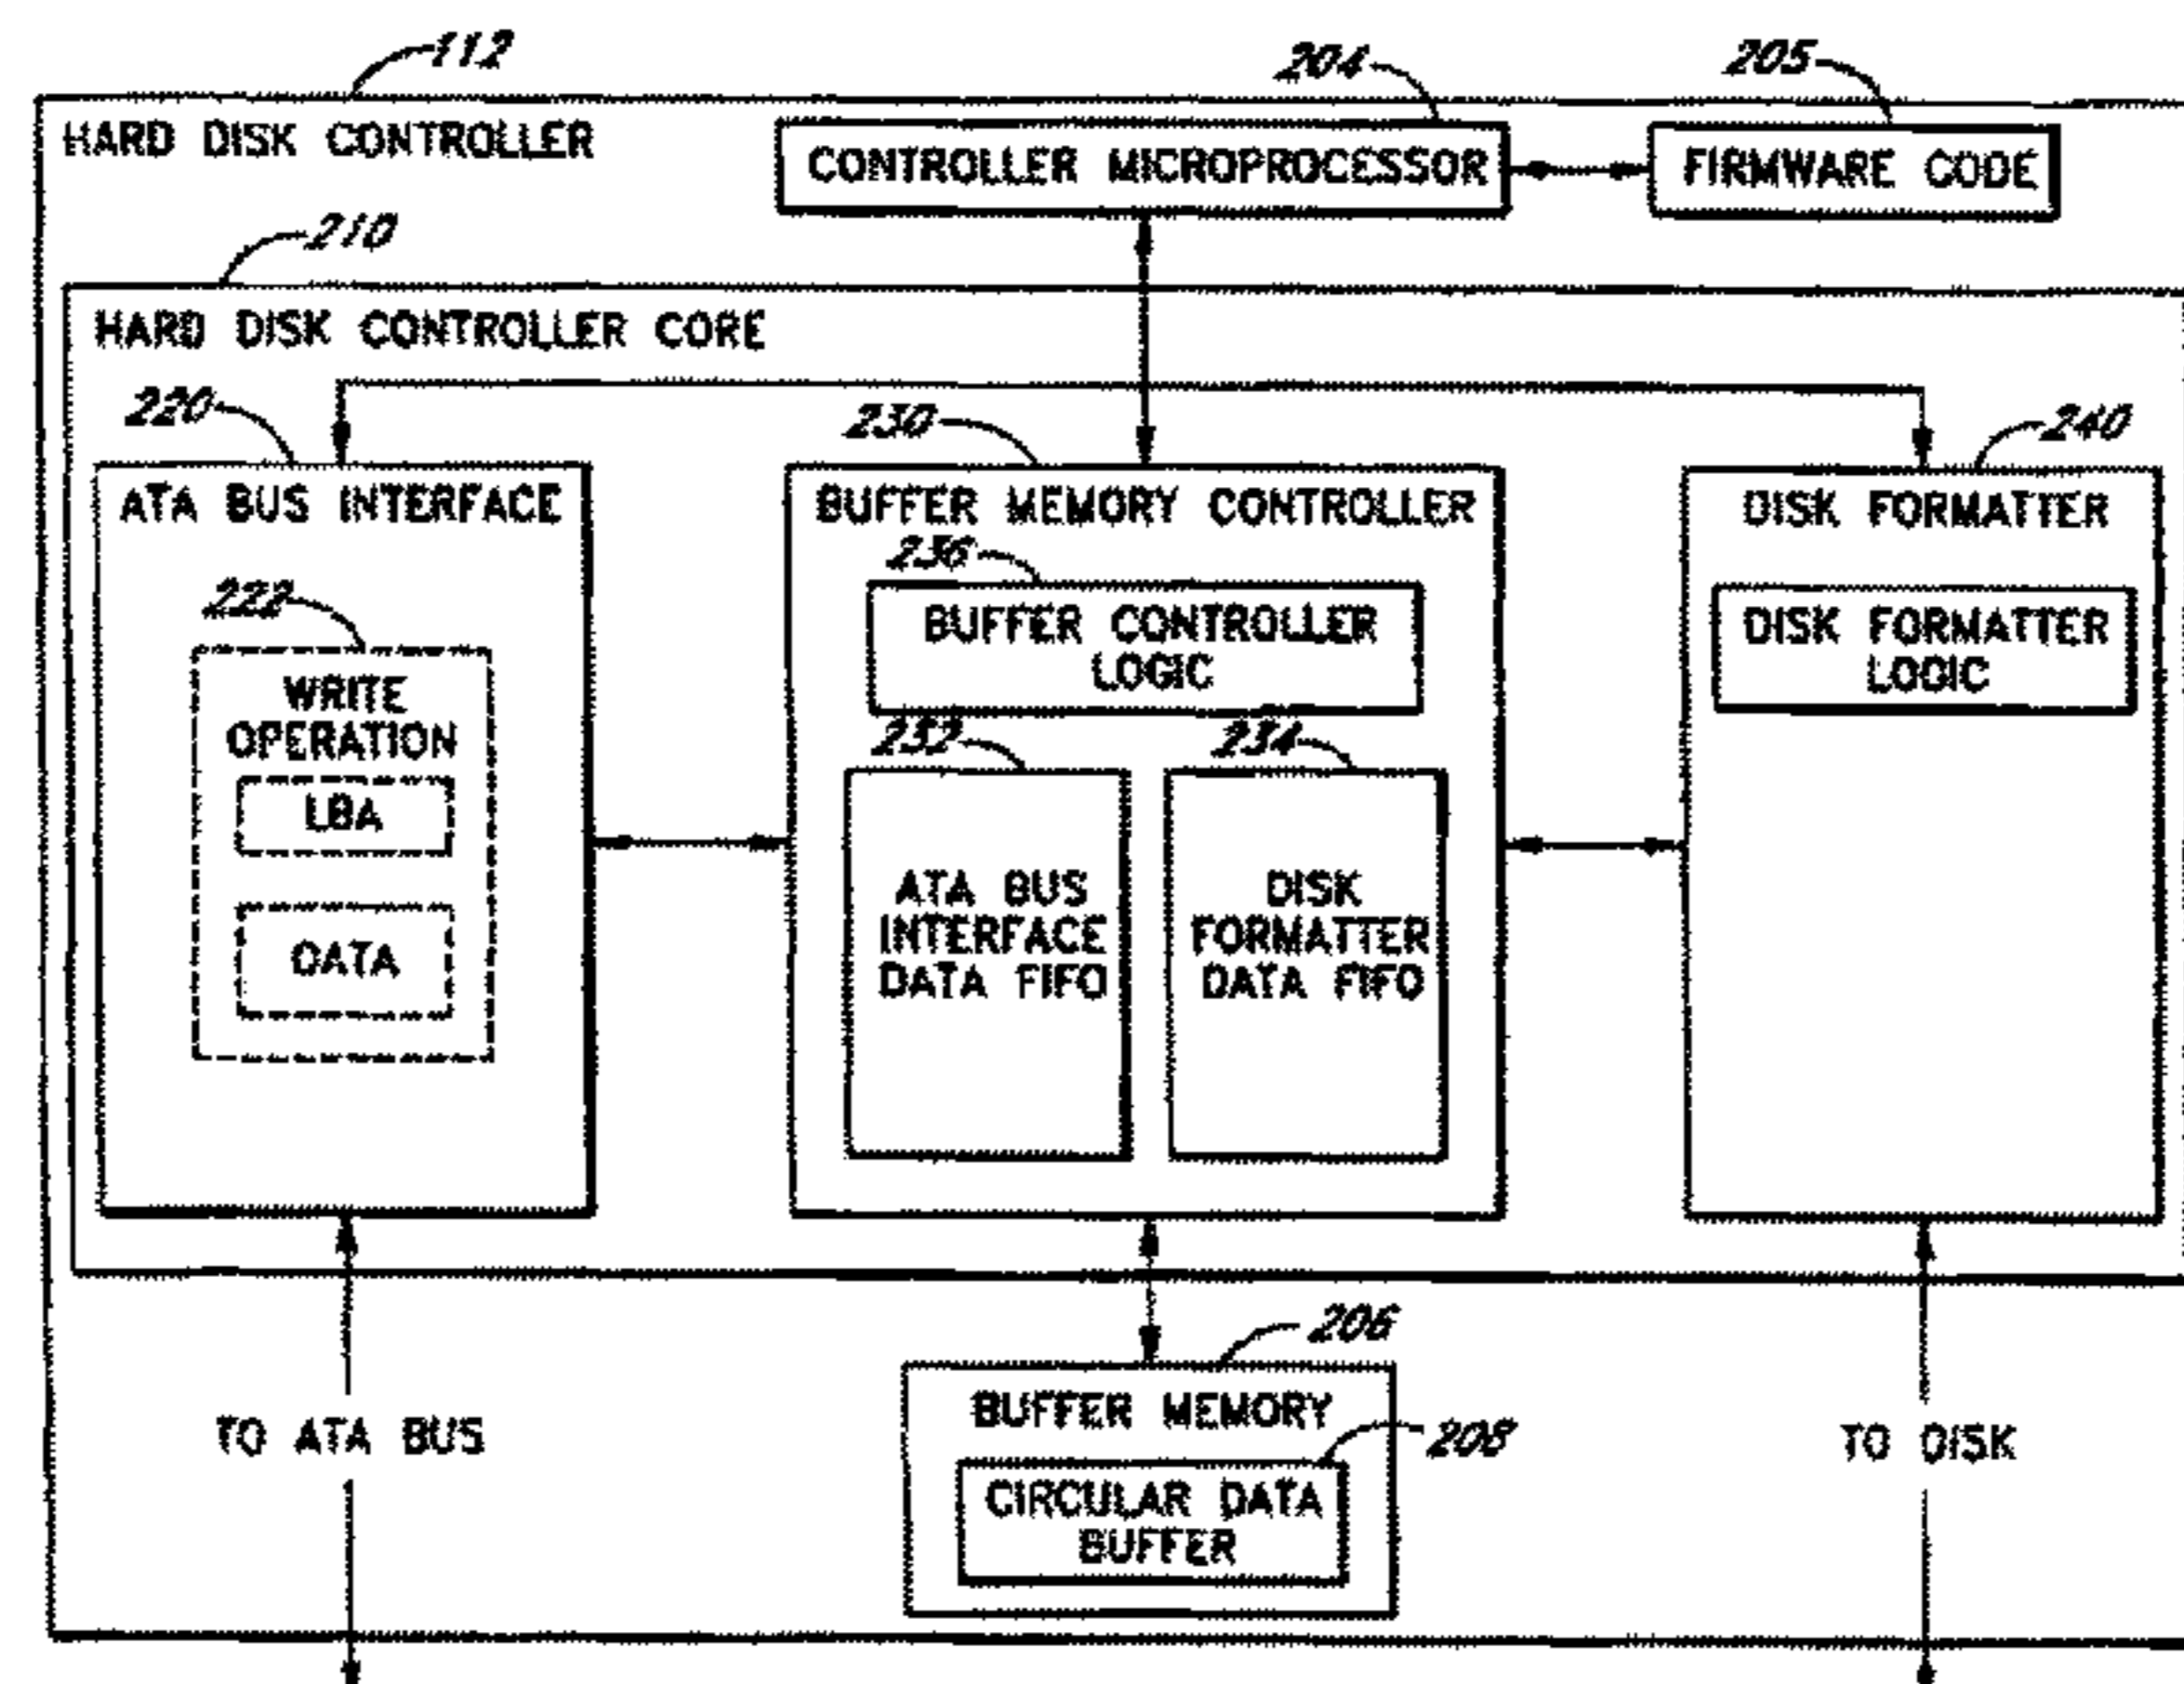 112
204
205
HARD DISK CONTROLLER
CONTROLLER MICROPROCESSOR
FIRMWARE CODE
210
HARD DISK CONTROLLER CORE
220
230
240
ATA BUS INTERFACE
BUFFER MEMORY CONTROLLER
DISK FORMATTER
236
222
BUFFER CONTROLLER
LOGIC
DISK FORMATTER
LOGIC
WRITE
OPERATION
232
234
LBA
DATA
ATA BUS
INTERFACE
DATA FIFO
DISK
FORMATTER
DATA FIFO
206
BUFFER MEMORY
208
TO ATA BUS
TO DISK
CIRCULAR DATA
BUFFER